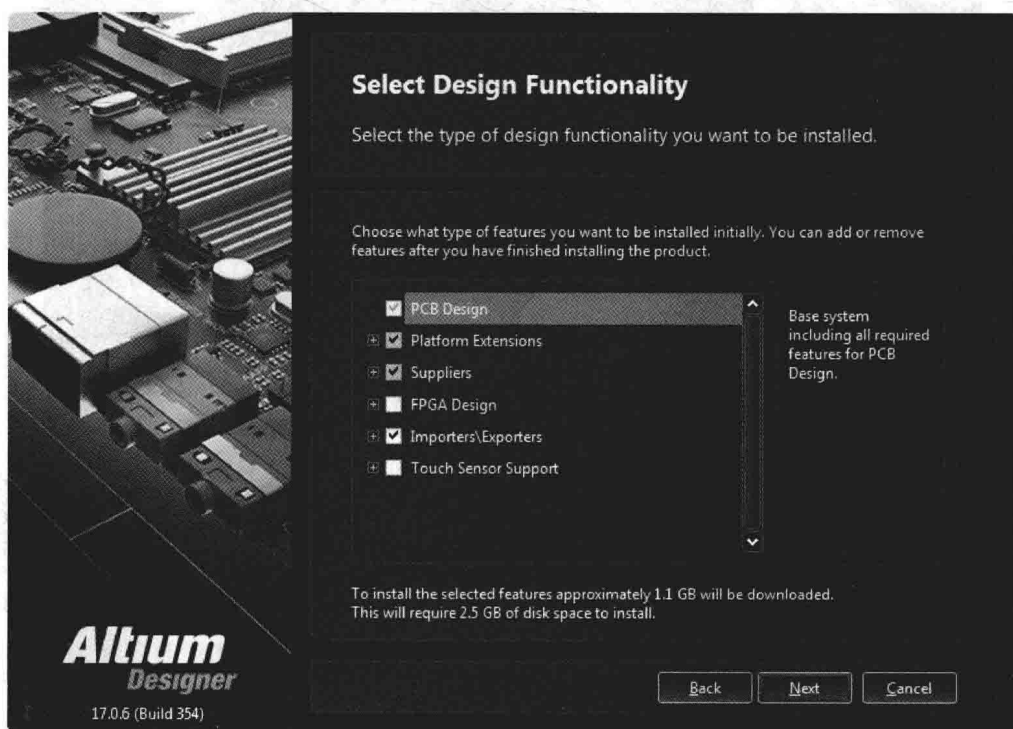 Select Design Functionality
Select the type of design functionality you want to be installed.
Choose what type of features you want to be installed initially. You can add or remove
features after you have finished installing the product.
PCB Design
Platform Extensions
Suppliers
FPGA Design
Importers\Exporters
Touch Sensor Support
Base system
including all required
features for PCB
Design.
To install the selected features approximately 1.1 GB will be downloaded.
This will require 2.5 GB of disk space to install.
Altium
Designer
17.0.6 (Build 354)
Back
Next
Cancel